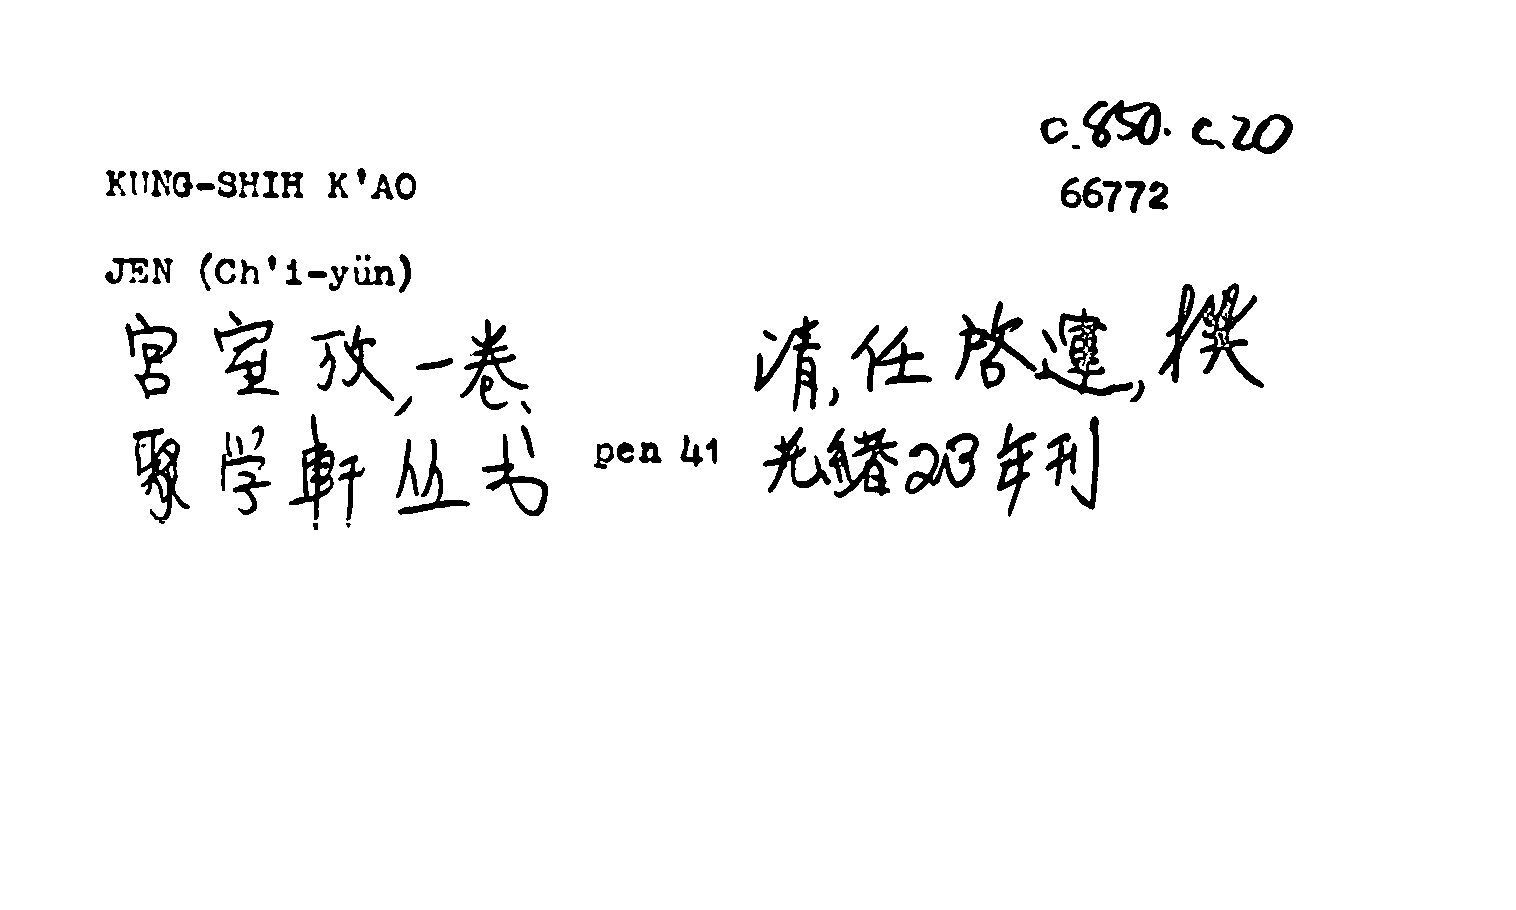 c.850.c.20
66772
KUNG-SHIH K'AO
JEN (Ch'i-yün)
宮室攷,一卷, 清,任啓運,撰
聚学軒丛书 pen 41 光緒23年刊